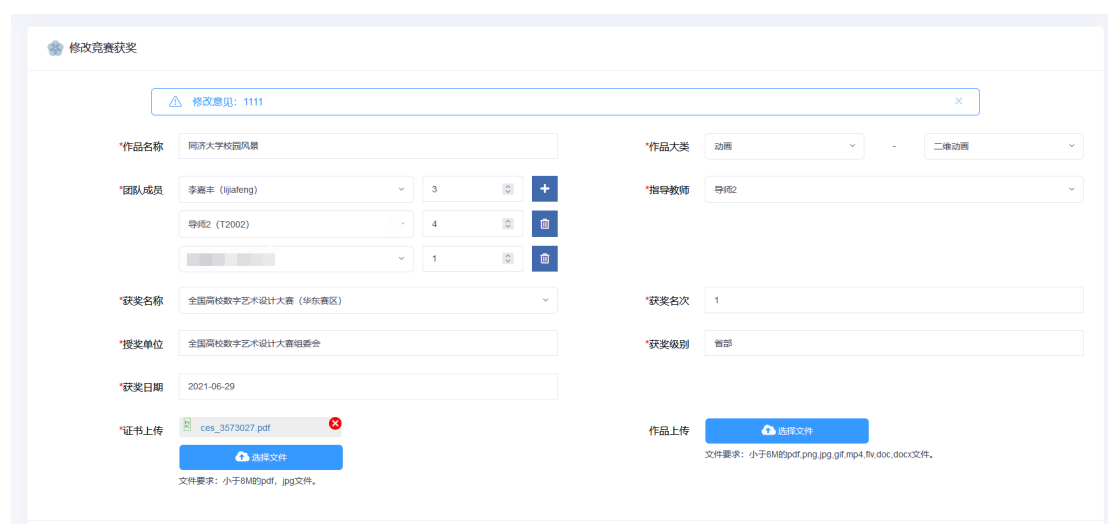 修改竞赛获奖
修改意见：1111
*作品名称 同济大学校园风景 *作品大类 动画 - 二维动画
*团队成员 李嘉丰（lijiafeng） 3 *指导教师 导师2
导师2（T2002） 4
1
*获奖名称 全国高校数字艺术设计大赛（华东赛区） *获奖名次 1
*授奖单位 全国高校数字艺术设计大赛组委会 *获奖级别 省部
*获奖日期 2021-06-29
*证书上传 ces_3573027.pdf 作品上传 选择文件
选择文件 文件要求：小于8M的pdf,png,jpg,gif,mp4,flv,doc,docx文件。
文件要求：小于8M的pdf，jpg文件。